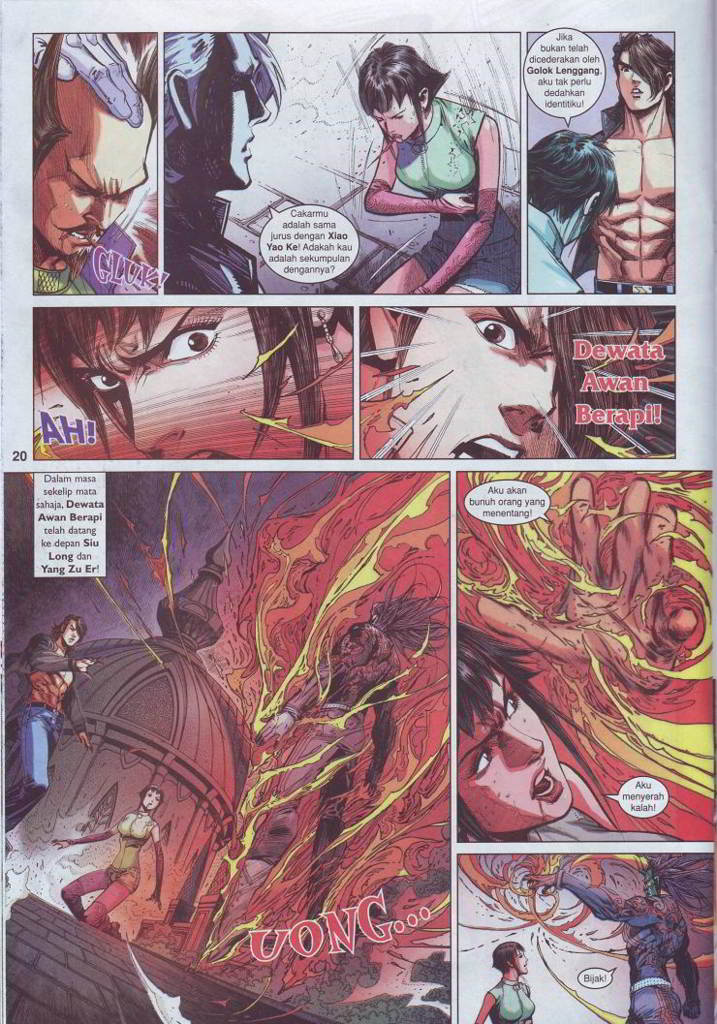 GLUK!
Cakarmu
adalah sama
jurus dengan Xiao
Yao Ke! Adakah kau
adalah sekumpulan
dengannya?
Jika
bukan telah
dicederakan oleh
Golok Lenggang,
aku tak perlu
dedahkan
identitiku!
AH!
Dewata
Awan
Berapi!
20
Dalam masa
sekelip mata
sahaja, Dewata
Awan Berapi
telah datang
ke depan Siu
Long dan
Yang Zu Er!
UONG...
Aku akan
bunuh orang yang
menentang!
Aku
menyerah
kalah!
Bijak!